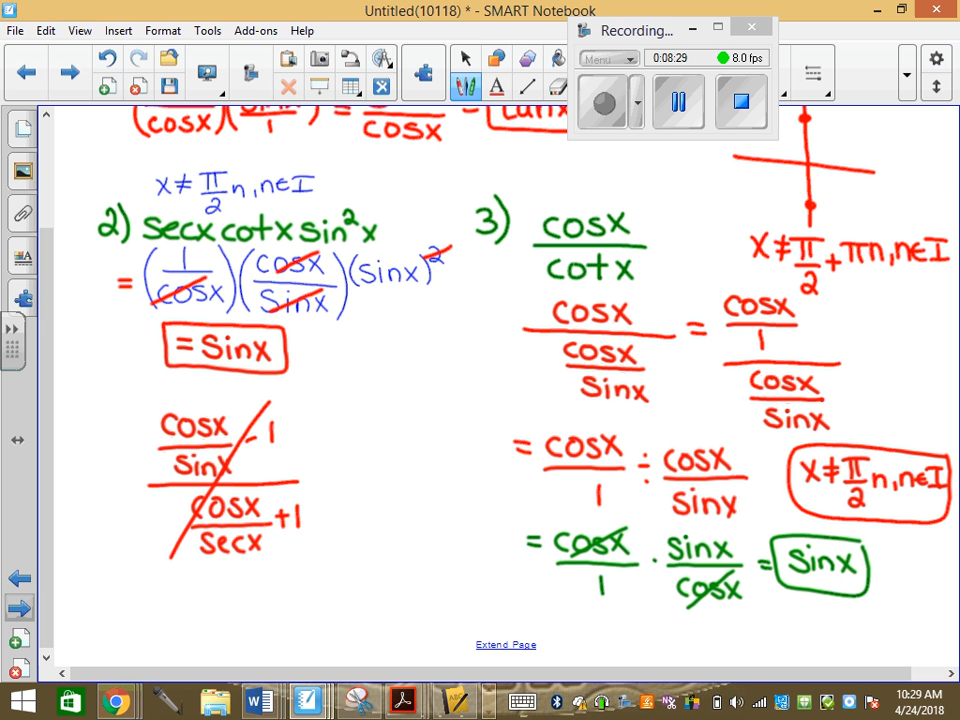 Untitled(10118) * - SMART Notebook
File Edit View Insert Format Tools Add-ons Help
Recording...
Menu 0:08:29 8.0 fps
(cosx)( 1 ) = cosx = tanx
x ≠ π/2 n, n∈I
2) secx cotx sin²x
= (1/cosx)(cosx/sinx)(sinx)²
= sinx
cosx/sinx - 1
cosx/secx + 1
3) cosx/cotx
x ≠ π/2 + πn, n∈I
cosx/(cosx/sinx) = (cosx/1)/(cosx/sinx)
= cosx/1 ÷ cosx/sinx
x ≠ π/2 n, n∈I
= cosx/1 · sinx/cosx = sinx
Extend Page
10:29 AM
4/24/2018